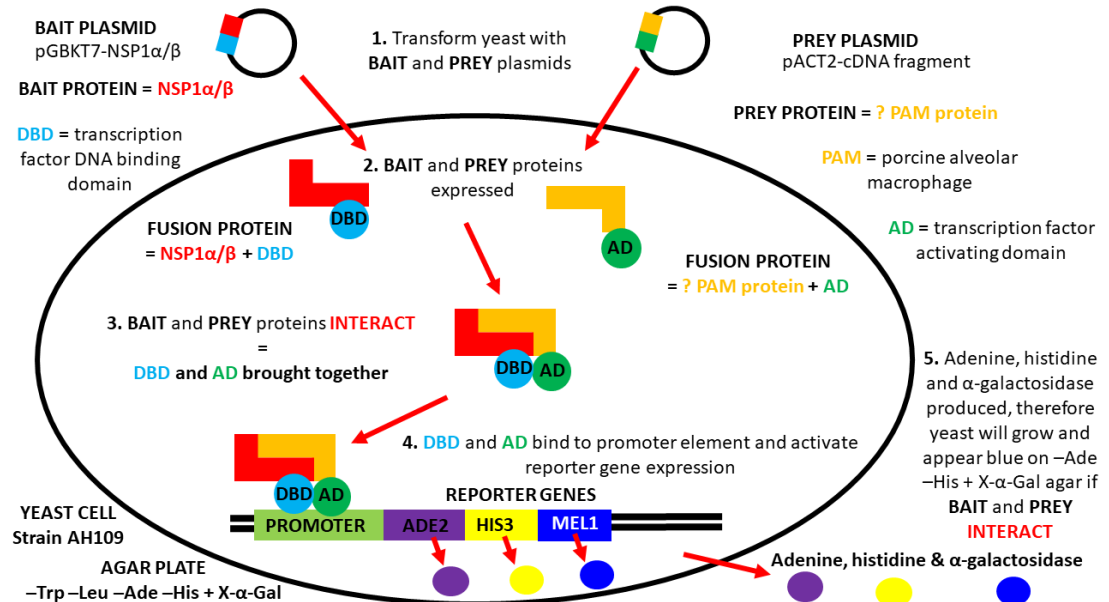 BAIT PLASMID
pGBKT7-NSP1α/β
BAIT PROTEIN = NSP1α/β
DBD = transcription
factor DNA binding
domain
1. Transform yeast with
BAIT and PREY plasmids
PREY PLASMID
pACT2-cDNA fragment
PREY PROTEIN = ? PAM protein
PAM = porcine alveolar
macrophage
AD = transcription factor
activating domain
2. BAIT and PREY proteins
expressed
DBD
AD
FUSION PROTEIN
= NSP1α/β + DBD
FUSION PROTEIN
= ? PAM protein + AD
3. BAIT and PREY proteins INTERACT
=
DBD and AD brought together
DBD AD
4. DBD and AD bind to promoter element and activate
reporter gene expression
DBD AD
REPORTER GENES
PROMOTER ADE2 HIS3 MEL1
YEAST CELL
Strain AH109
AGAR PLATE
–Trp –Leu –Ade –His + X-α-Gal
5. Adenine, histidine
and α-galactosidase
produced, therefore
yeast will grow and
appear blue on –Ade
–His + X-α-Gal agar if
BAIT and PREY
INTERACT
Adenine, histidine & α-galactosidase